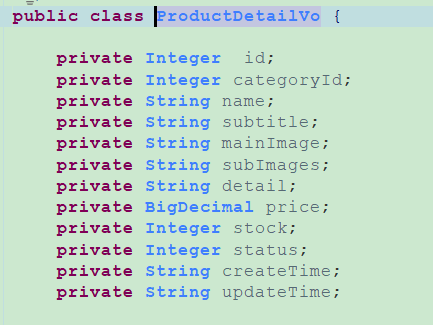 public class ProductDetailVo {
private Integer  id;
private Integer categoryId;
private String name;
private String subtitle;
private String mainImage;
private String subImages;
private String detail;
private BigDecimal price;
private Integer stock;
private Integer status;
private String createTime;
private String updateTime;